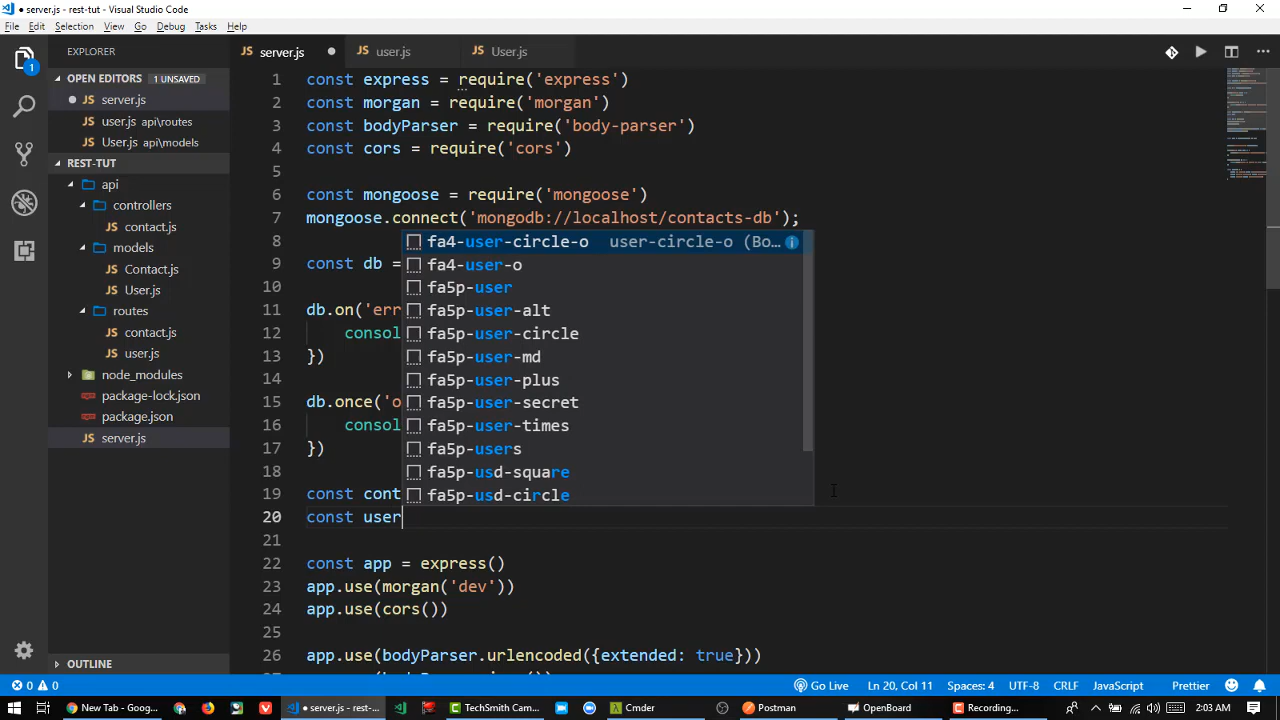 server.js - rest-tut - Visual Studio Code
File Edit Selection View Go Debug Tasks Help
EXPLORER
server.js
user.js
User.js
OPEN EDITORS 1 UNSAVED
server.js
user.js api\routes
User.js api\models
REST-TUT
api
controllers
contact.js
models
Contact.js
User.js
routes
contact.js
user.js
node_modules
package-lock.json
package.json
server.js
OUTLINE
1
1 const express = require('express')
2 const morgan = require('morgan')
3 const bodyParser = require('body-parser')
4 const cors = require('cors')
5
6 const mongoose = require('mongoose')
7 mongoose.connect('mongodb://localhost/contacts-db');
8
9 const db =
10
11 db.on('err
12 consol
13 })
14
15 db.once('o
16 consol
17 })
18
19 const cont
20 const user
21
22 const app = express()
23 app.use(morgan('dev'))
24 app.use(cors())
25
26 app.use(bodyParser.urlencoded({extended: true}))
fa4-user-circle-o user-circle-o (Bo...
fa4-user-o
fa5p-user
fa5p-user-alt
fa5p-user-circle
fa5p-user-md
fa5p-user-plus
fa5p-user-secret
fa5p-user-times
fa5p-users
fa5p-usd-square
fa5p-usd-circle
0 0 Go Live Ln 20, Col 11 Spaces: 4 UTF-8 CRLF JavaScript Prettier
New Tab - Goog... server.js - rest-... TechSmith Cam... Cmder Postman OpenBoard Recording... 2:03 AM